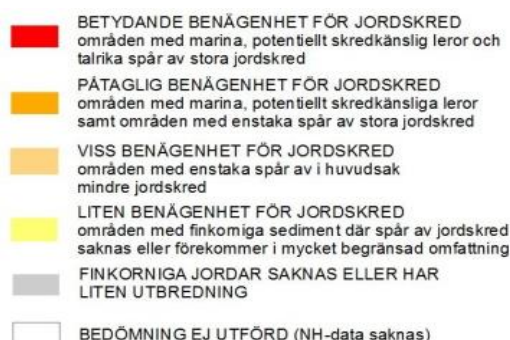 BETYDANDE BENÄGENHET FÖR JORDSKRED
områden med marina, potentiellt skredkänslig leror och
talrika spår av stora jordskred
PÅTAGLIG BENÄGENHET FÖR JORDSKRED
områden med marina, potentiellt skredkänsliga leror
samt områden med enstaka spår av stora jordskred
VISS BENÄGENHET FÖR JORDSKRED
områden med enstaka spår av i huvudsak
mindre jordskred
LITEN BENÄGENHET FÖR JORDSKRED
områden med finkorniga sediment där spår av jordskred
saknas eller förekommer i mycket begränsad omfattning
FINKORNIGA JORDAR SAKNAS ELLER HAR
LITEN UTBREDNING
BEDÖMNING EJ UTFÖRD (NH-data saknas)